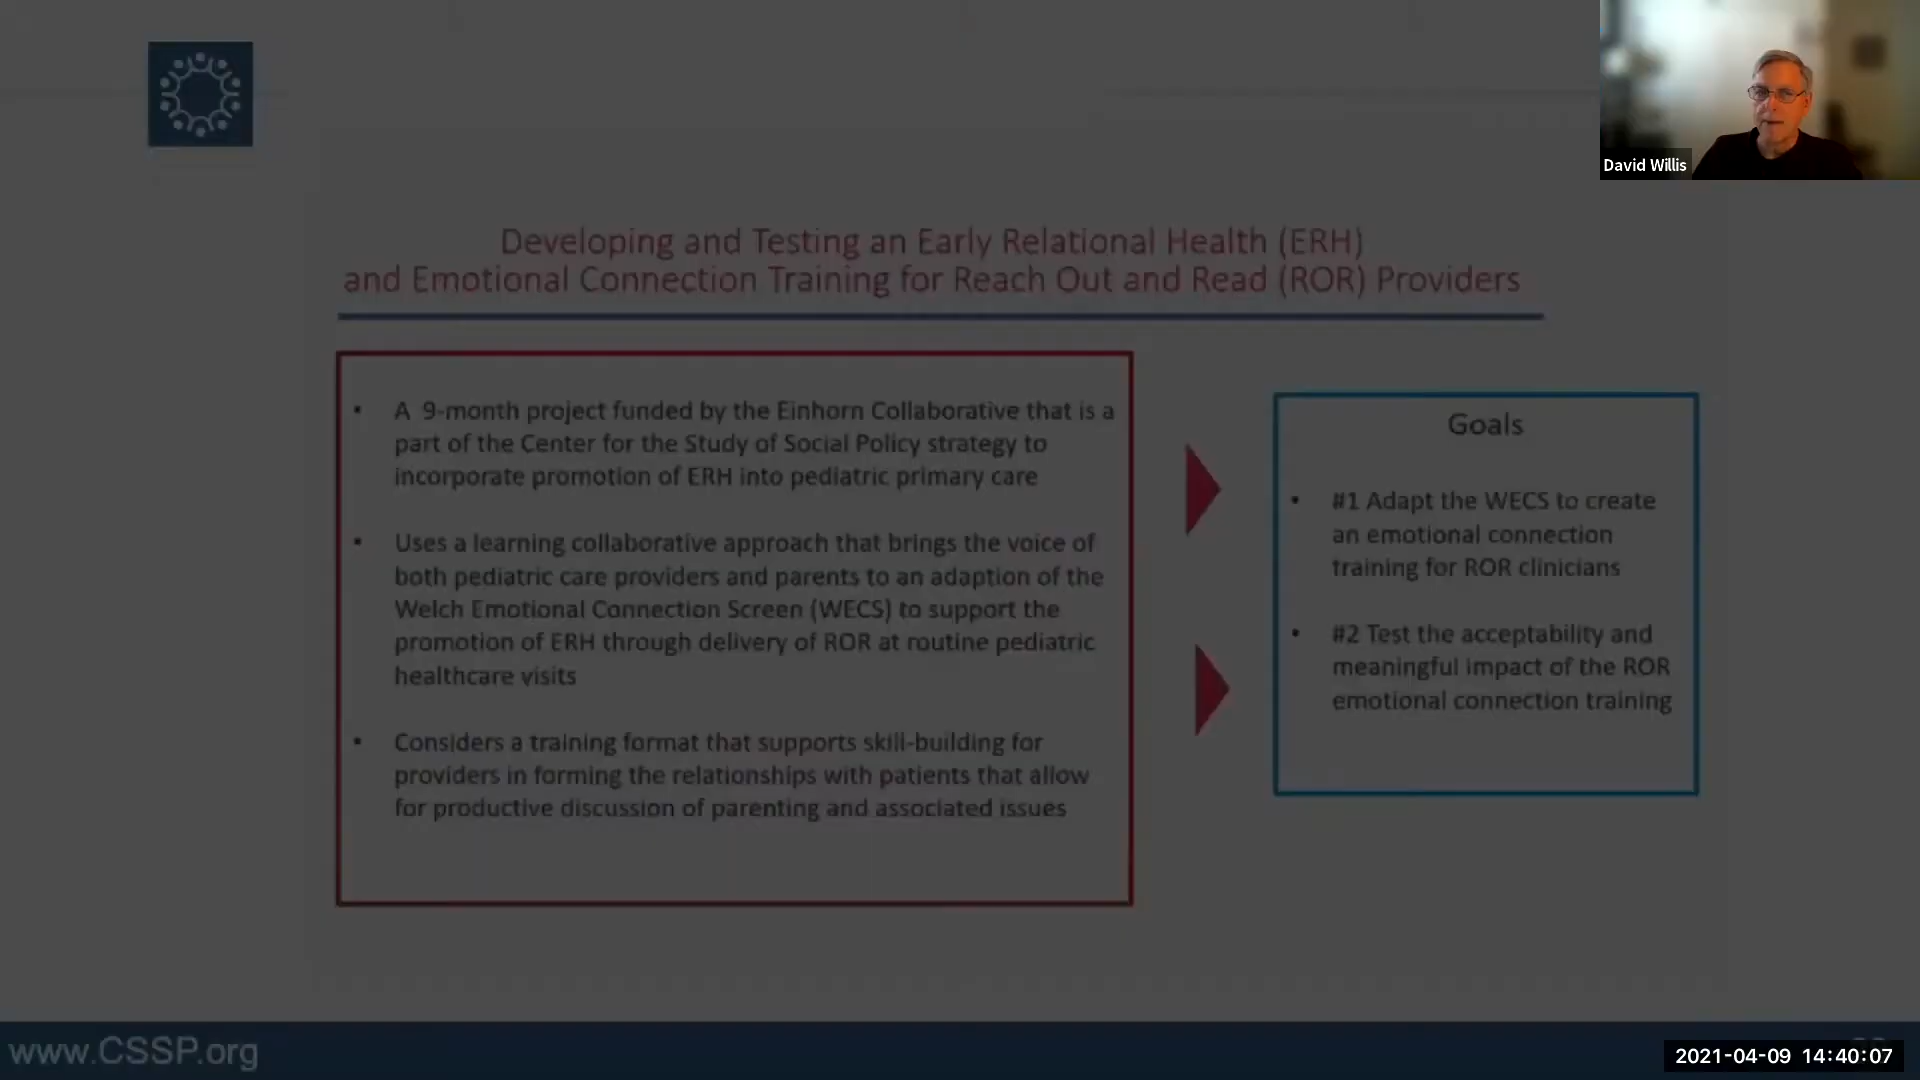 David Willis
Developing and Testing an Early Relational Health (ERH)
and Emotional Connection Training for Reach Out and Read (ROR) Providers
• A 9-month project funded by the Einhorn Collaborative that is a
part of the Center for the Study of Social Policy strategy to
incorporate promotion of ERH into pediatric primary care
• Uses a learning collaborative approach that brings the voice of
both pediatric care providers and parents to an adaption of the
Welch Emotional Connection Screen (WECS) to support the
promotion of ERH through delivery of ROR at routine pediatric
healthcare visits
• Considers a training format that supports skill-building for
providers in forming the relationships with patients that allow
for productive discussion of parenting and associated issues
Goals
• #1 Adapt the WECS to create
an emotional connection
training for ROR clinicians
• #2 Test the acceptability and
meaningful impact of the ROR
emotional connection training
www.CSSP.org
2021-04-09 14:40:07